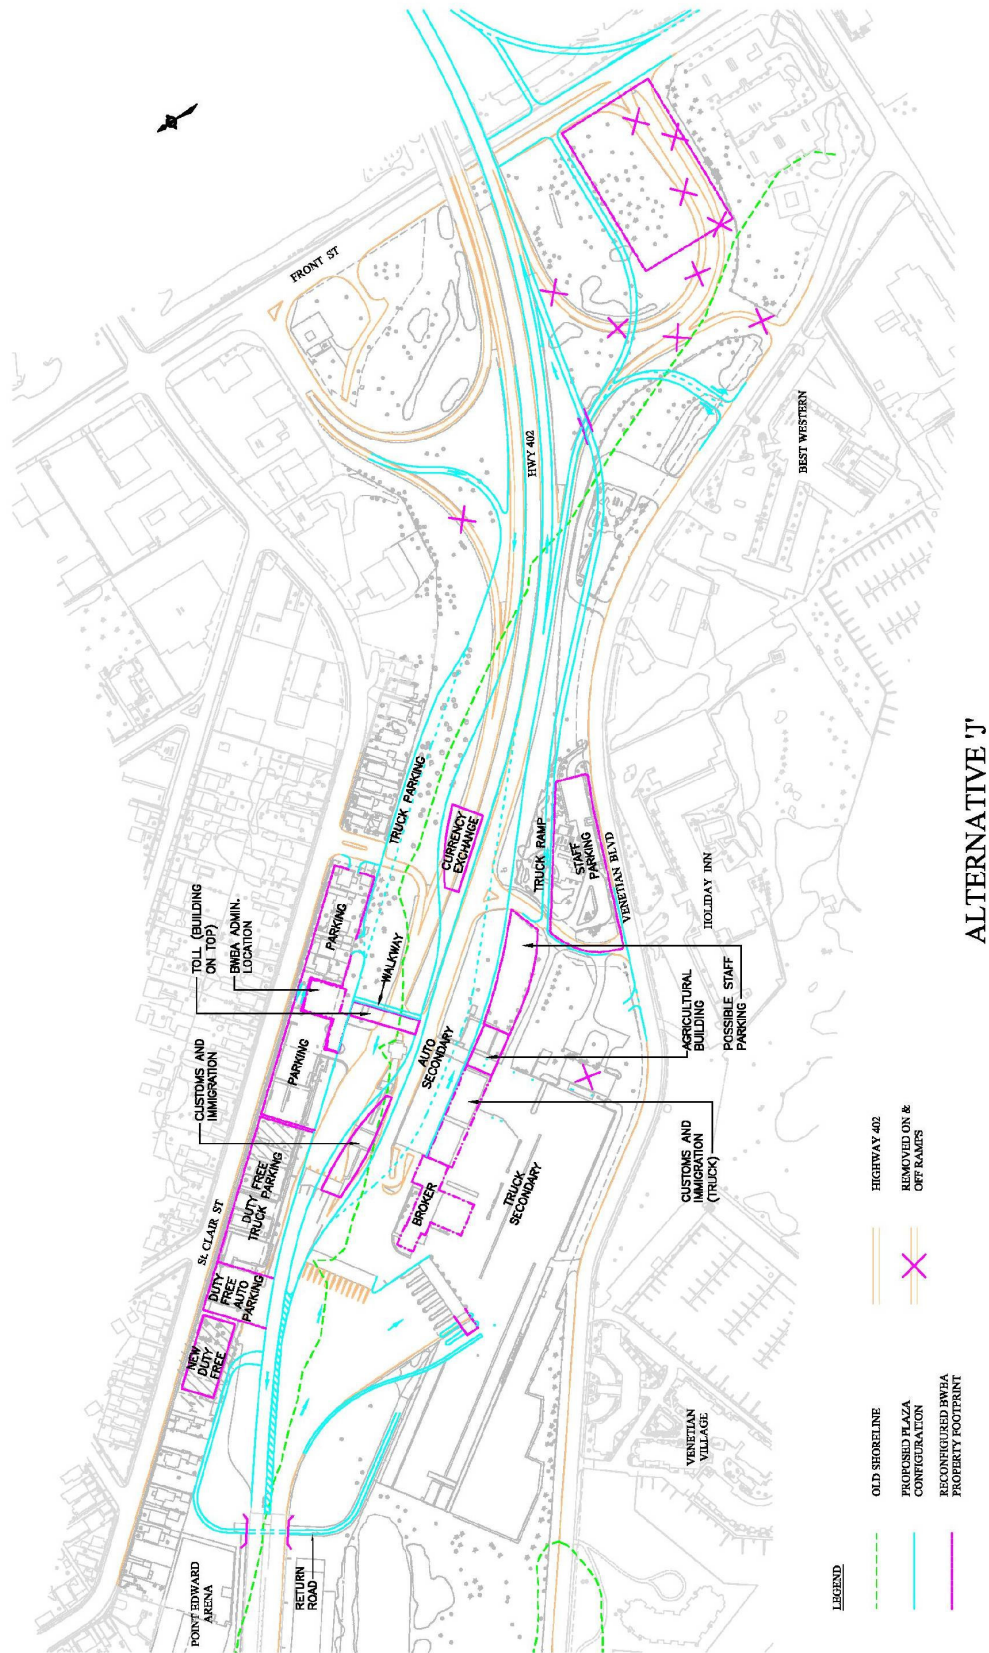 FRONT ST
HWY 402
BEST WESTERN
TRUCK PARKING
CURRENCY
EXCHANGE
TRUCK RAMP
STAFF
PARKING
VENETIAN BLVD
HOLIDAY INN
TOLL (BUILDING
ON TOP)
BWBA ADMIN.
LOCATION
PARKING
WALKWAY
PARKING
AUTO
SECONDARY
AGRICULTURAL
BUILDING
POSSIBLE STAFF
PARKING
CUSTOMS AND
IMMIGRATION
CUSTOMS AND
IMMIGRATION
(TRUCK)
BROKER
TRUCK
SECONDARY
DUTY FREE
TRUCK PARKING
St. CLAIR ST
DUTY
FREE
AUTO
PARKING
NEW
DUTY
FREE
VENETIAN
VILLAGE
RETURN
ROAD
POINT EDWARD
ARENA
LEGEND
OLD SHORELINE
PROPOSED PLAZA
CONFIGURATION
RECONFIGURED BWBA
PROPERTY FOOTPRINT
HIGHWAY 402
REMOVED ON &
OFF RAMPS
ALTERNATIVE 'J'